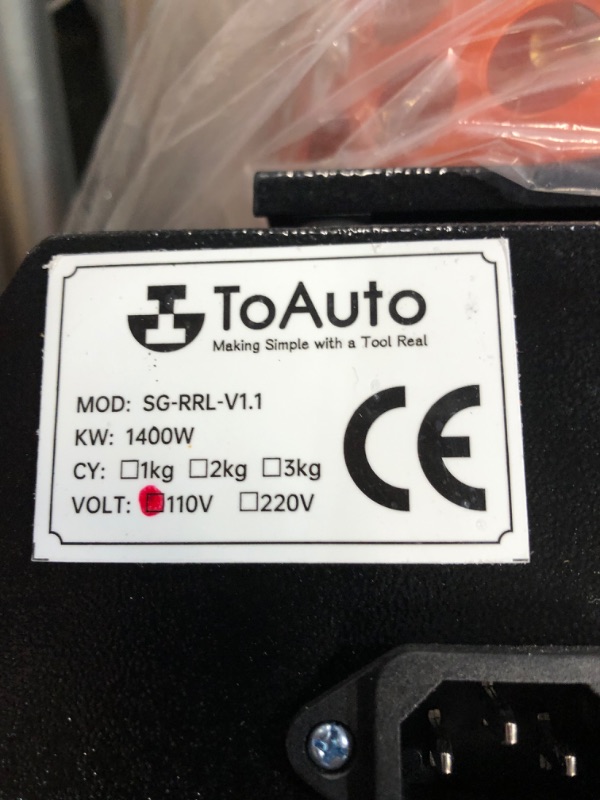 ToAuto
Making Simple with a Tool Real
MOD: SG-RRL-V1.1
KW: 1400W
CY: ☐1kg ☐2kg ☐3kg
VOLT: ☐110V ☐220V
CE